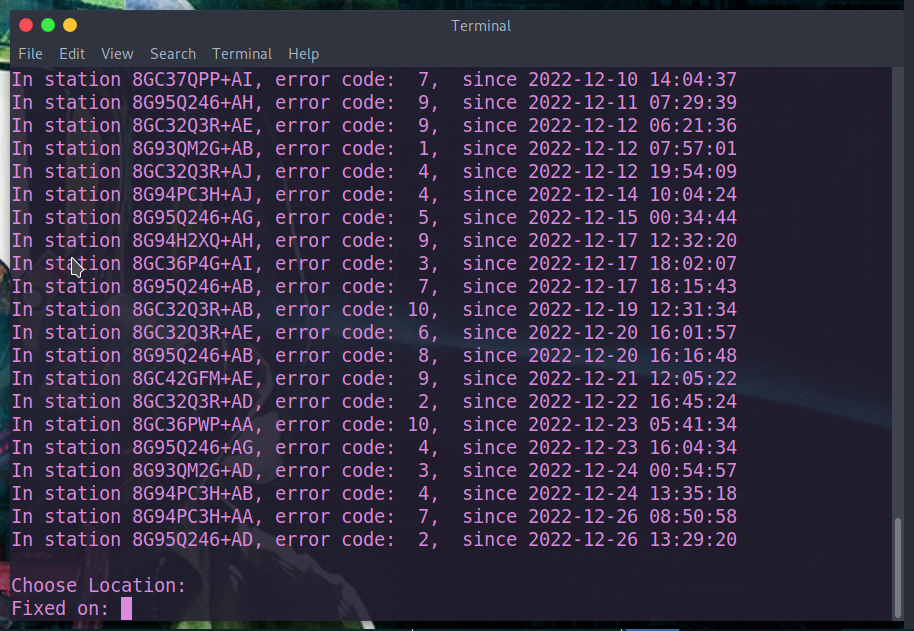 Terminal
File Edit View Search Terminal Help
In station 8GC37QPP+AI, error code:  7,  since 2022-12-10 14:04:37
In station 8G95Q246+AH, error code:  9,  since 2022-12-11 07:29:39
In station 8GC32Q3R+AE, error code:  9,  since 2022-12-12 06:21:36
In station 8G93QM2G+AB, error code:  1,  since 2022-12-12 07:57:01
In station 8GC32Q3R+AJ, error code:  4,  since 2022-12-12 19:54:09
In station 8G94PC3H+AJ, error code:  4,  since 2022-12-14 10:04:24
In station 8G95Q246+AG, error code:  5,  since 2022-12-15 00:34:44
In station 8G94H2XQ+AH, error code:  9,  since 2022-12-17 12:32:20
In station 8GC36P4G+AI, error code:  3,  since 2022-12-17 18:02:07
In station 8G95Q246+AB, error code:  7,  since 2022-12-17 18:15:43
In station 8GC32Q3R+AB, error code: 10,  since 2022-12-19 12:31:34
In station 8GC32Q3R+AE, error code:  6,  since 2022-12-20 16:01:57
In station 8G95Q246+AB, error code:  8,  since 2022-12-20 16:16:48
In station 8GC42GFM+AE, error code:  9,  since 2022-12-21 12:05:22
In station 8GC32Q3R+AD, error code:  2,  since 2022-12-22 16:45:24
In station 8GC36PWP+AA, error code: 10,  since 2022-12-23 05:41:34
In station 8G95Q246+AG, error code:  4,  since 2022-12-23 16:04:34
In station 8G93QM2G+AD, error code:  3,  since 2022-12-24 00:54:57
In station 8G94PC3H+AB, error code:  4,  since 2022-12-24 13:35:18
In station 8G94PC3H+AA, error code:  7,  since 2022-12-26 08:50:58
In station 8G95Q246+AD, error code:  2,  since 2022-12-26 13:29:20
Choose Location:
Fixed on: